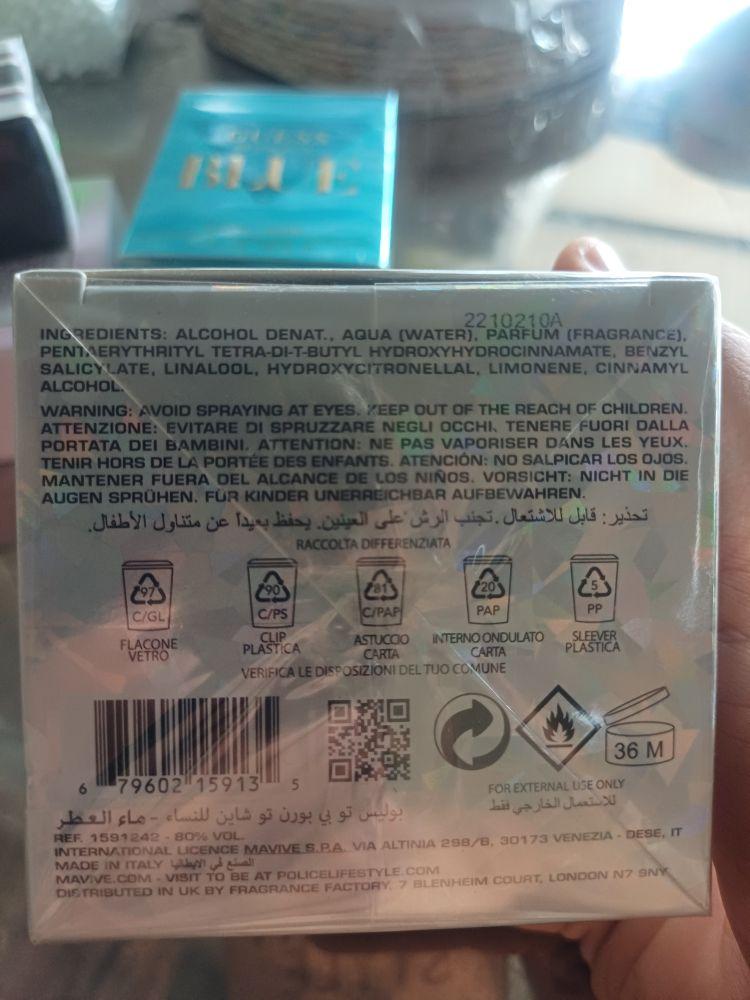 GUESS
BLUE
2210210A
INGREDIENTS: ALCOHOL DENAT., AQUA (WATER), PARFUM (FRAGRANCE),
PENTAERYTHRITYL TETRA-DI-T-BUTYL HYDROXYHYDROCINNAMATE, BENZYL
SALICYLATE, LINALOOL, HYDROXYCITRONELLAL, LIMONENE, CINNAMYL
ALCOHOL.
WARNING: AVOID SPRAYING AT EYES. KEEP OUT OF THE REACH OF CHILDREN.
ATTENZIONE: EVITARE DI SPRUZZARE NEGLI OCCHI. TENERE FUORI DALLA
PORTATA DEI BAMBINI. ATTENTION: NE PAS VAPORISER DANS LES YEUX.
TENIR HORS DE LA PORTÉE DES ENFANTS. ATENCIÓN: NO SALPICAR LOS OJOS.
MANTENER FUERA DEL ALCANCE DE LOS NIÑOS. VORSICHT: NICHT IN DIE
AUGEN SPRÜHEN. FÜR KINDER UNERREICHBAR AUFBEWAHREN.
تحذير: قابل للاشتعال. تجنب الرش على العينين. يحفظ بعيداً عن متناول الأطفال.
RACCOLTA DIFFERENZIATA
97 90 81 20 5
C/GL C/PS C/PAP PAP PP
FLACONE CLIP ASTUCCIO INTERNO ONDULATO SLEEVER
VETRO PLASTICA CARTA CARTA PLASTICA
VERIFICA LE DISPOSIZIONI DEL TUO COMUNE
36 M
6 79602 15913 5
FOR EXTERNAL USE ONLY
للاستعمال الخارجي فقط
بوليس تو بي بورن تو شاين للنساء - ماء العطر
REF. 1591242 - 80% VOL.
INTERNATIONAL LICENCE MAVIVE S.P.A. VIA ALTINIA 298/B, 30173 VENEZIA - DESE, IT
MADE IN ITALY الصنع في الايطاليا
MAVIVE.COM - VISIT TO BE AT POLICELIFESTYLE.COM
DISTRIBUTED IN UK BY FRAGRANCE FACTORY, 7 BLENHEIM COURT, LONDON N7 9NY